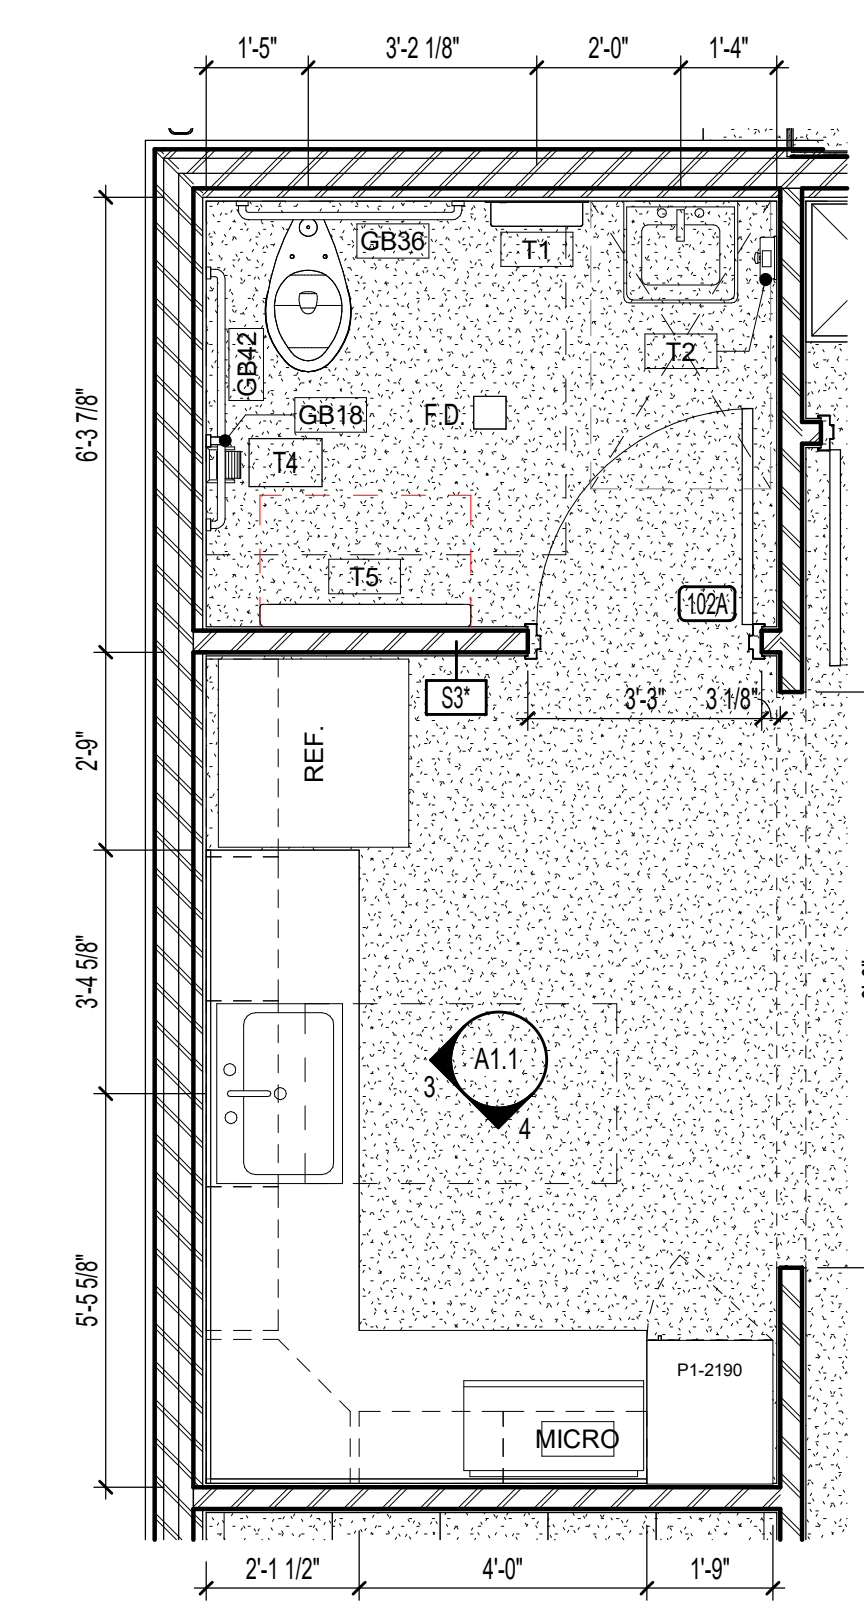 1'-5" 3'-2 1/8" 2'-0" 1'-4"
GB36
T1
T2
GB42
GB18
F.D
T4
6'-3 7/8"
T5
102A
S3*
3'-3" 3 1/8"
REF.
2'-9"
3'-4 5/8"
A1.1
3
4
5'-5 5/8"
P1-2190
MICRO
2'-1 1/2" 4'-0" 1'-9"